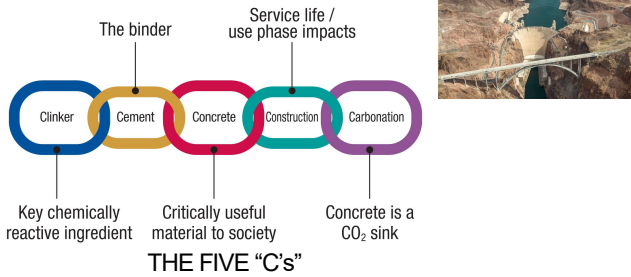 Service life /
use phase impacts
The binder
Clinker
Cement
Concrete
Construction
Carbonation
Key chemically
reactive ingredient
Critically useful
material to society
Concrete is a
CO₂ sink
THE FIVE “C’s”